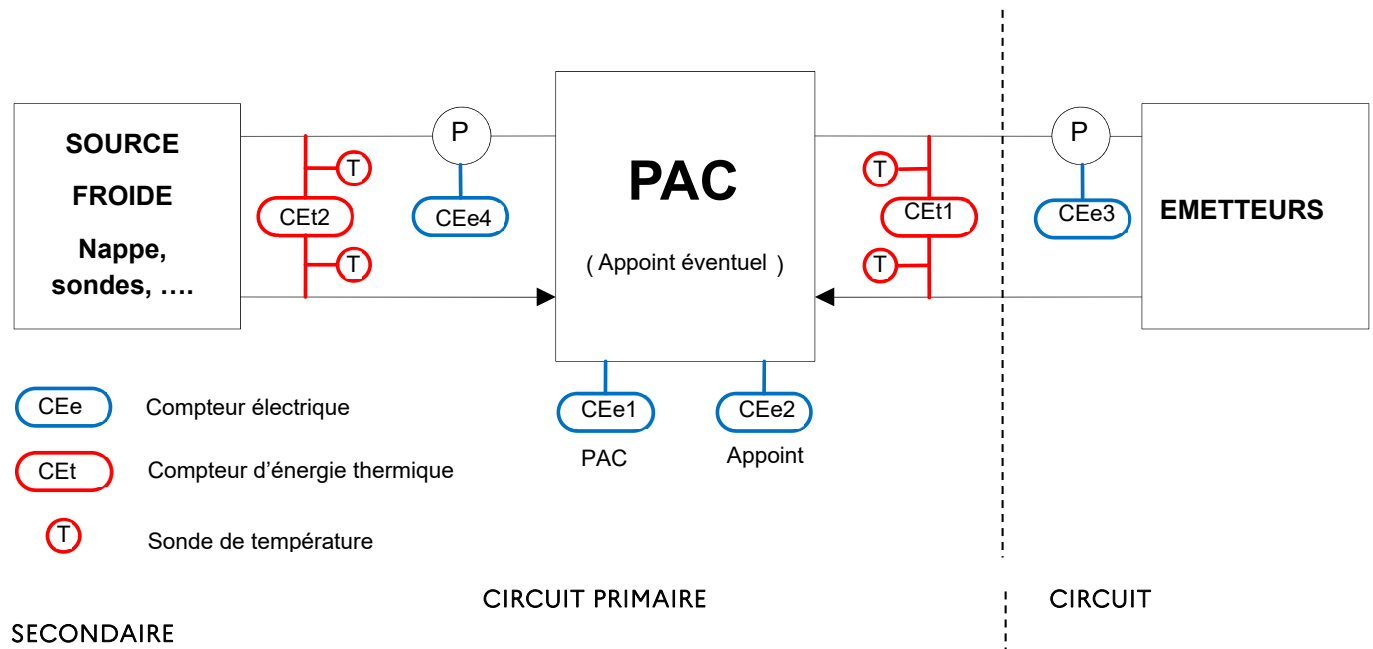 SOURCE
FROIDE
Nappe,
sondes, ….
T
CEt2
T
P
CEe4
PAC
( Appoint éventuel )
T
CEt1
T
P
CEe3
EMETTEURS
CEe1
PAC
CEe2
Appoint
CEe Compteur électrique
CEt Compteur d'énergie thermique
T Sonde de température
CIRCUIT PRIMAIRE CIRCUIT
SECONDAIRE